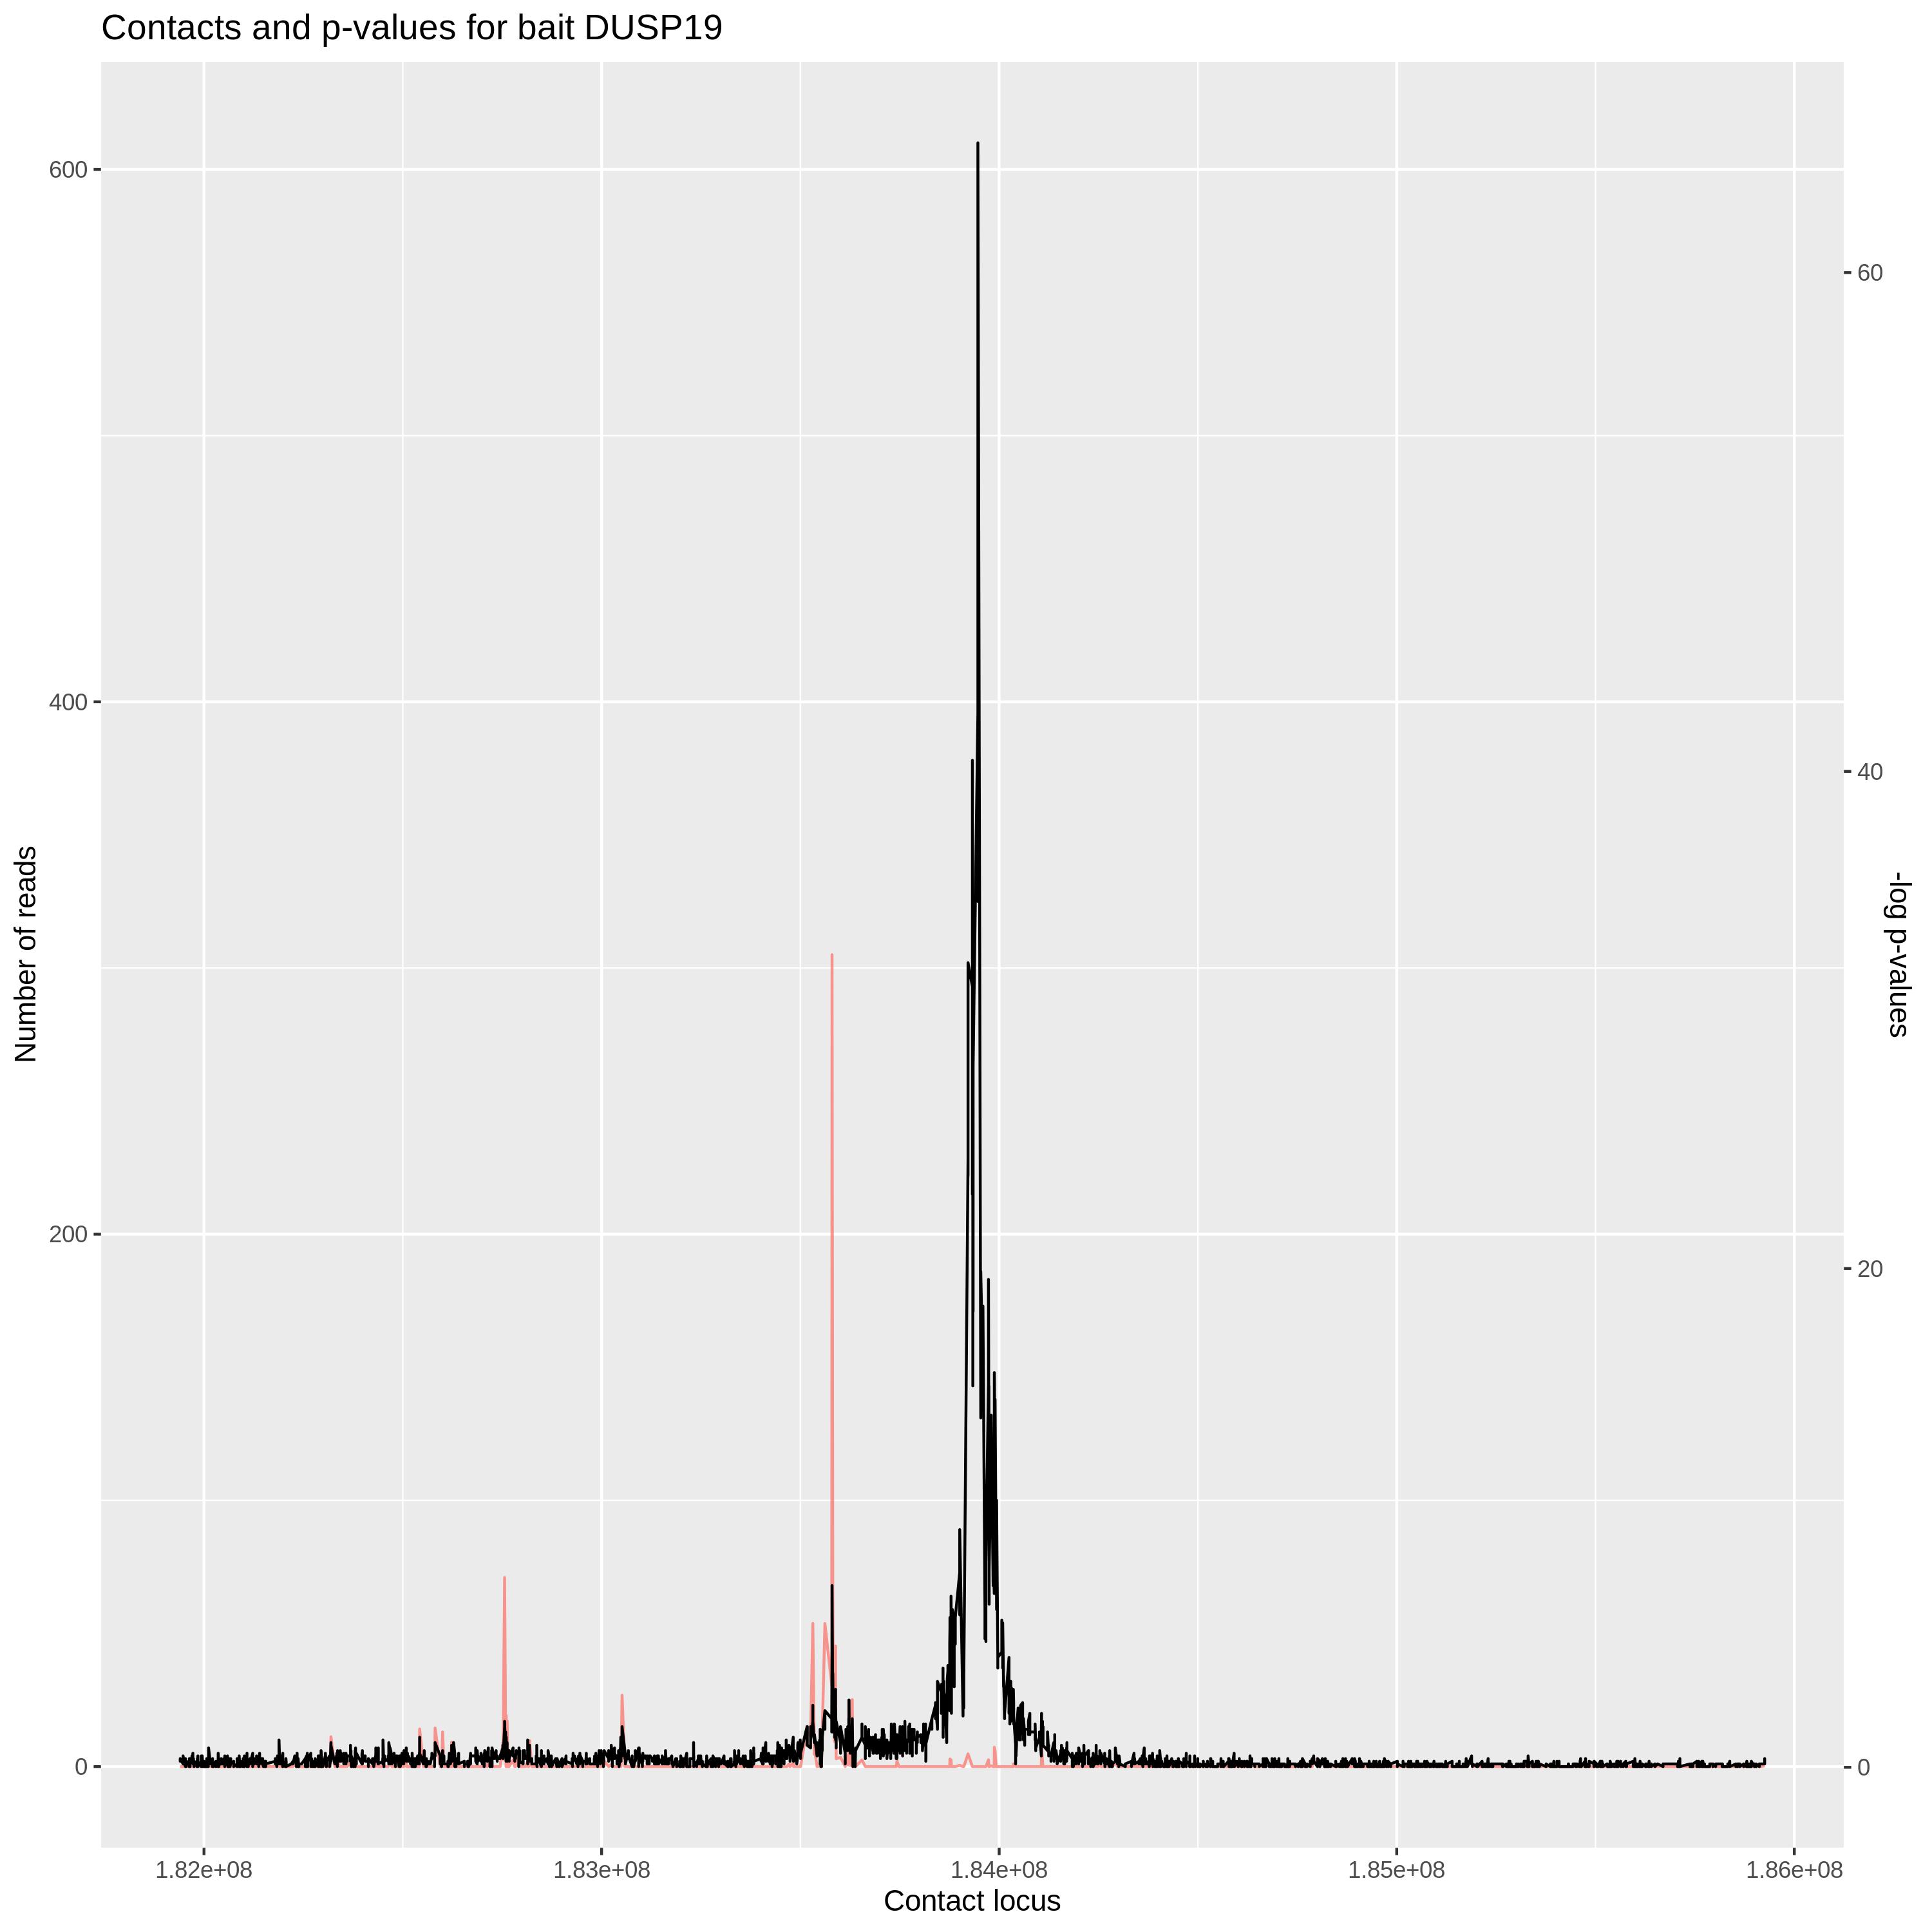 Contacts and p-values for bait DUSP19
600
400
200
0
Number of reads
60
40
20
0
-log p-values
1.82e+08
1.83e+08
1.84e+08
1.85e+08
1.86e+08
Contact locus